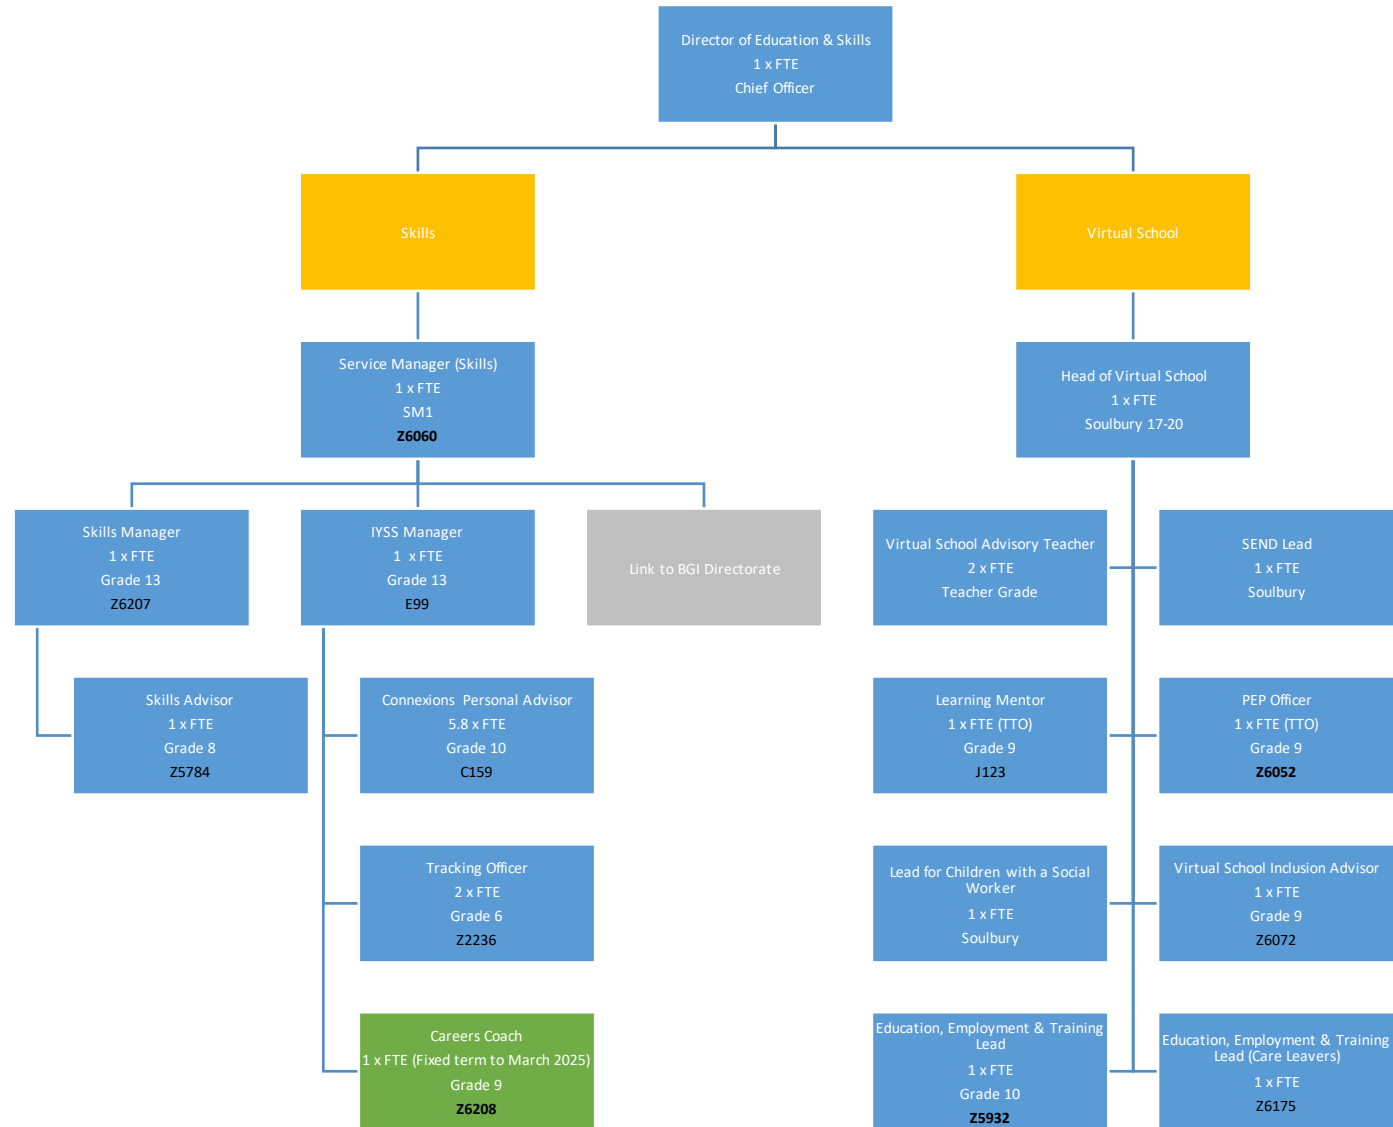 Director of Education & Skills
1 x FTE
Chief Officer
Skills
Virtual School
Service Manager (Skills)
1 x FTE
SM1
Z6060
Head of Virtual School
1 x FTE
Soulbury 17-20
Skills Manager
1 x FTE
Grade 13
Z6207
IYSS Manager
1 x FTE
Grade 13
E99
Link to BGI Directorate
Virtual School Advisory Teacher
2 x FTE
Teacher Grade
SEND Lead
1 x FTE
Soulbury
Skills Advisor
1 x FTE
Grade 8
Z5784
Connexions Personal Advisor
5.8 x FTE
Grade 10
C159
Learning Mentor
1 x FTE (TTO)
Grade 9
J123
PEP Officer
1 x FTE (TTO)
Grade 9
Z6052
Tracking Officer
2 x FTE
Grade 6
Z2236
Lead for Children with a Social
Worker
1 x FTE
Soulbury
Virtual School Inclusion Advisor
1 x FTE
Grade 9
Z6072
Careers Coach
1 x FTE (Fixed term to March 2025)
Grade 9
Z6208
Education, Employment & Training
Lead
1 x FTE
Grade 10
Z5932
Education, Employment & Training
Lead (Care Leavers)
1 x FTE
Z6175